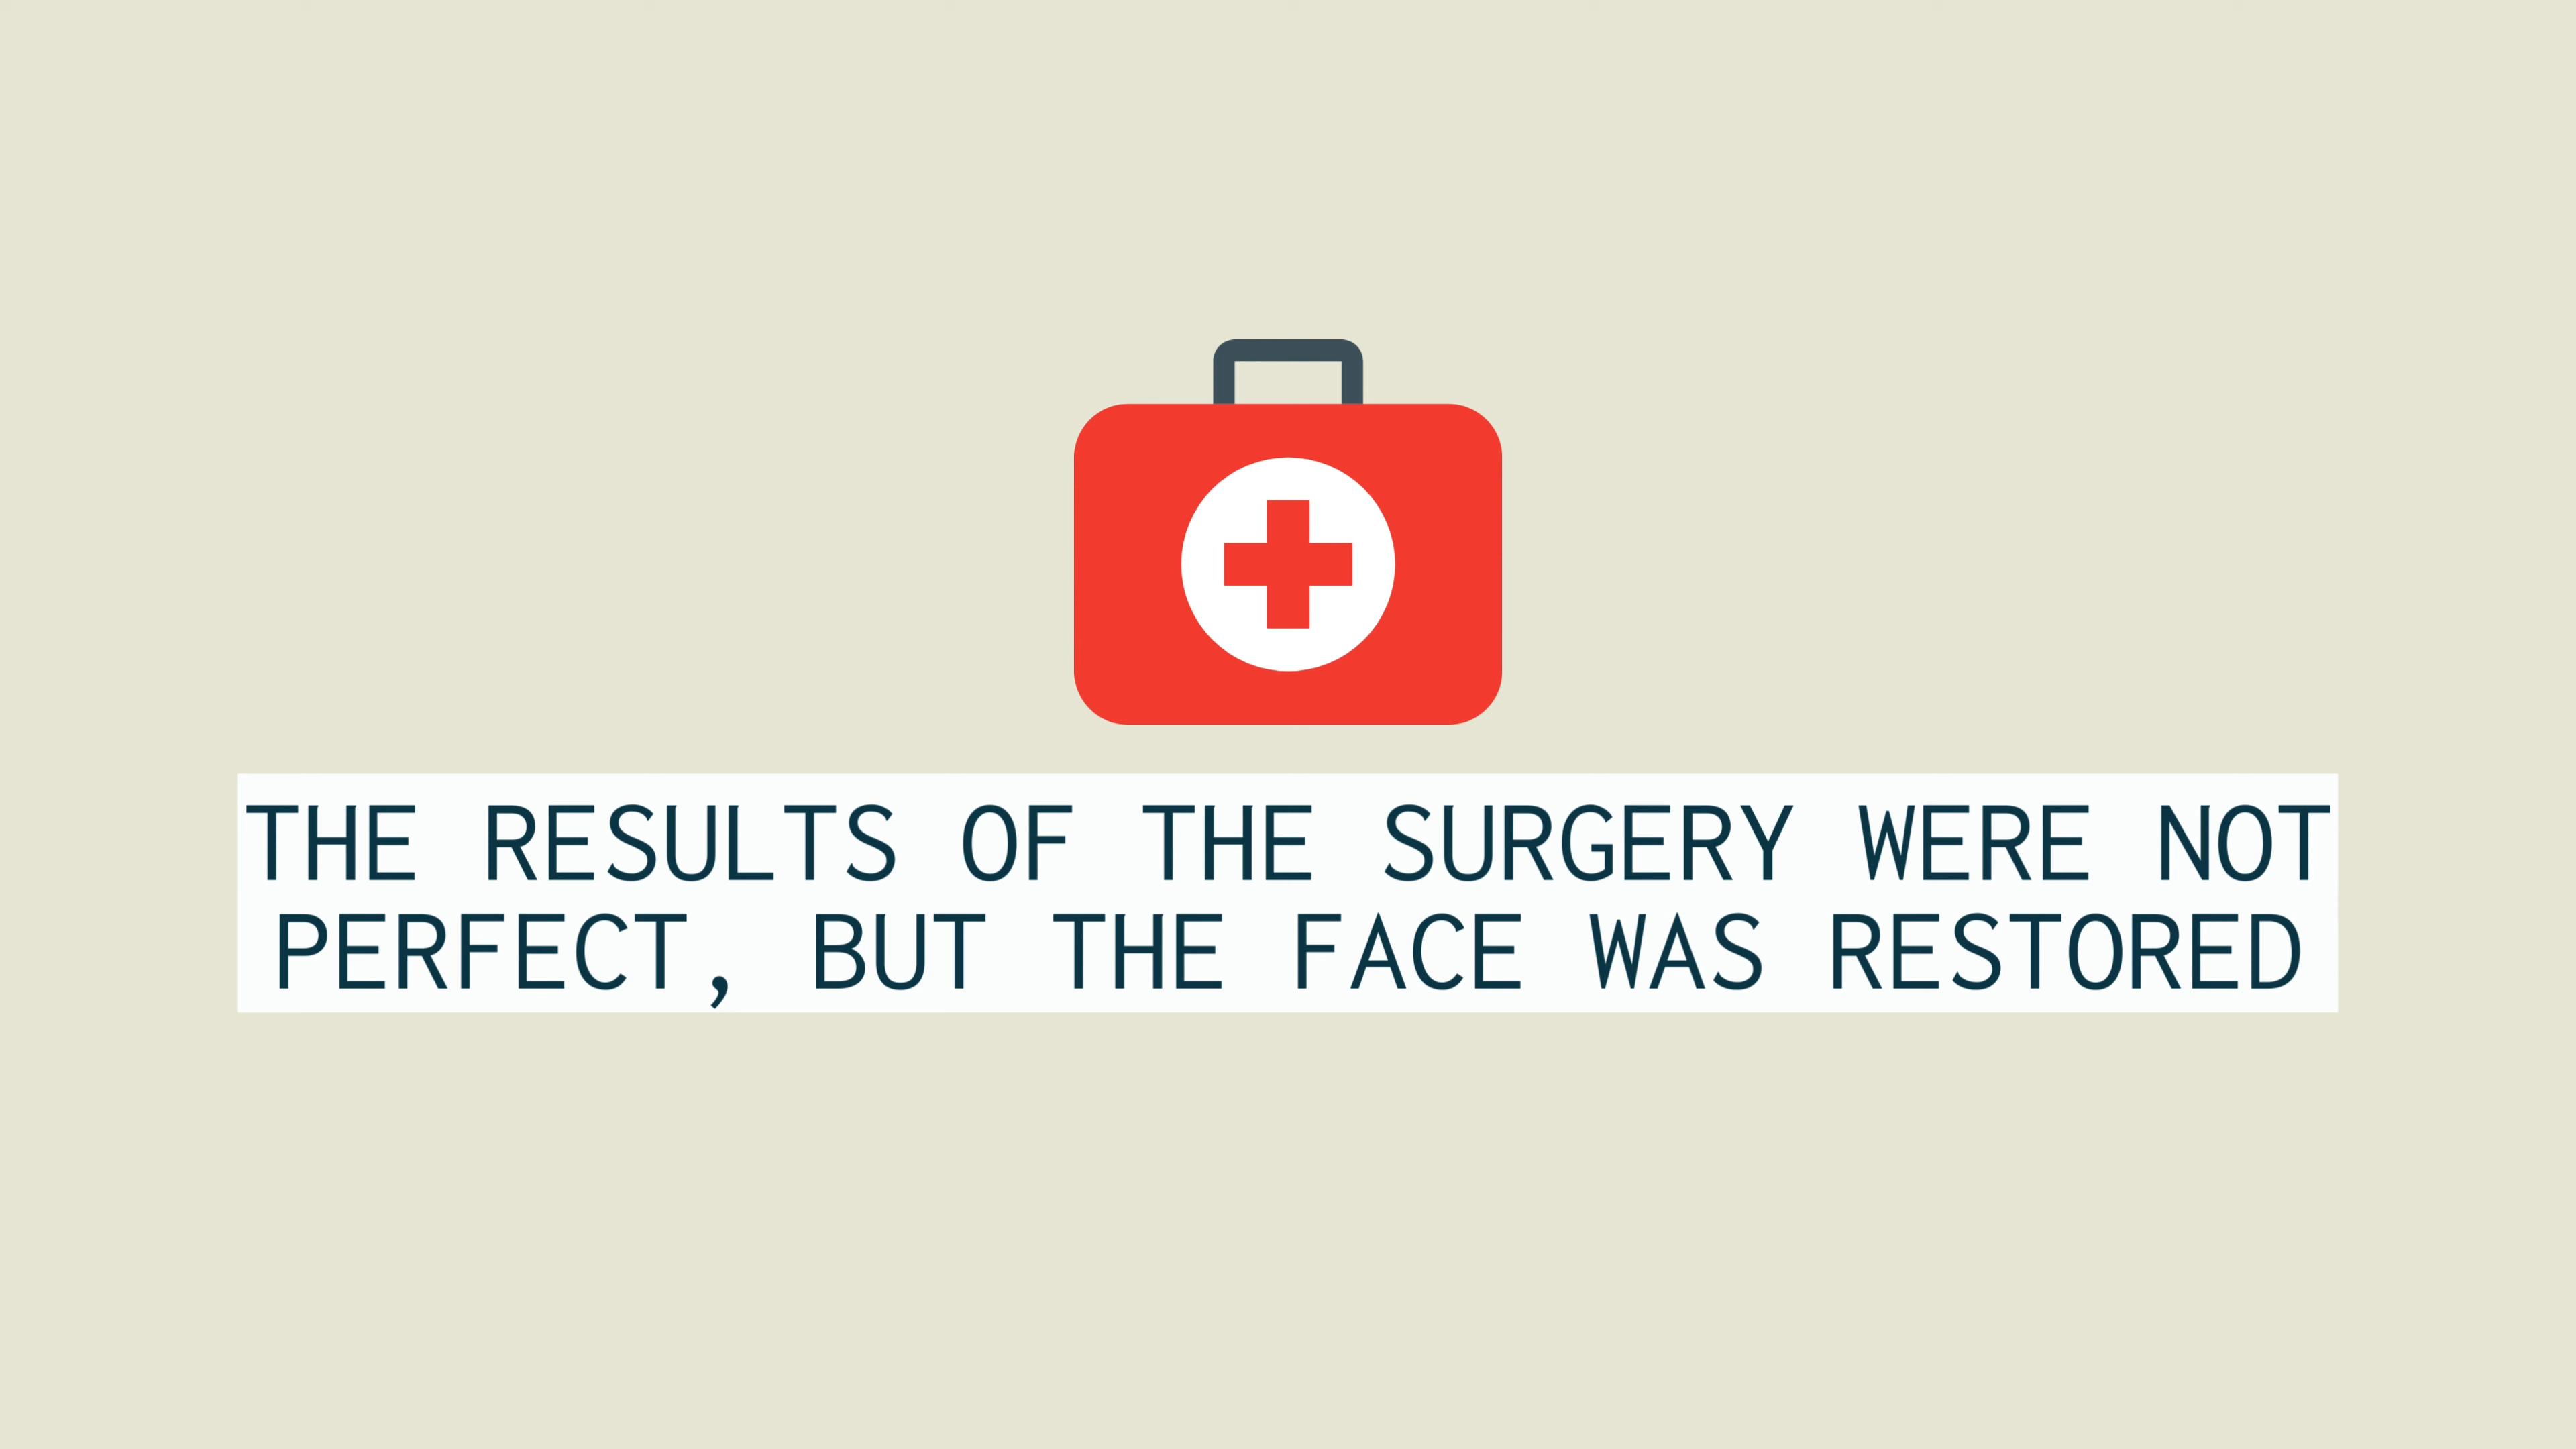 THE RESULTS OF THE SURGERY WERE NOT
PERFECT, BUT THE FACE WAS RESTORED